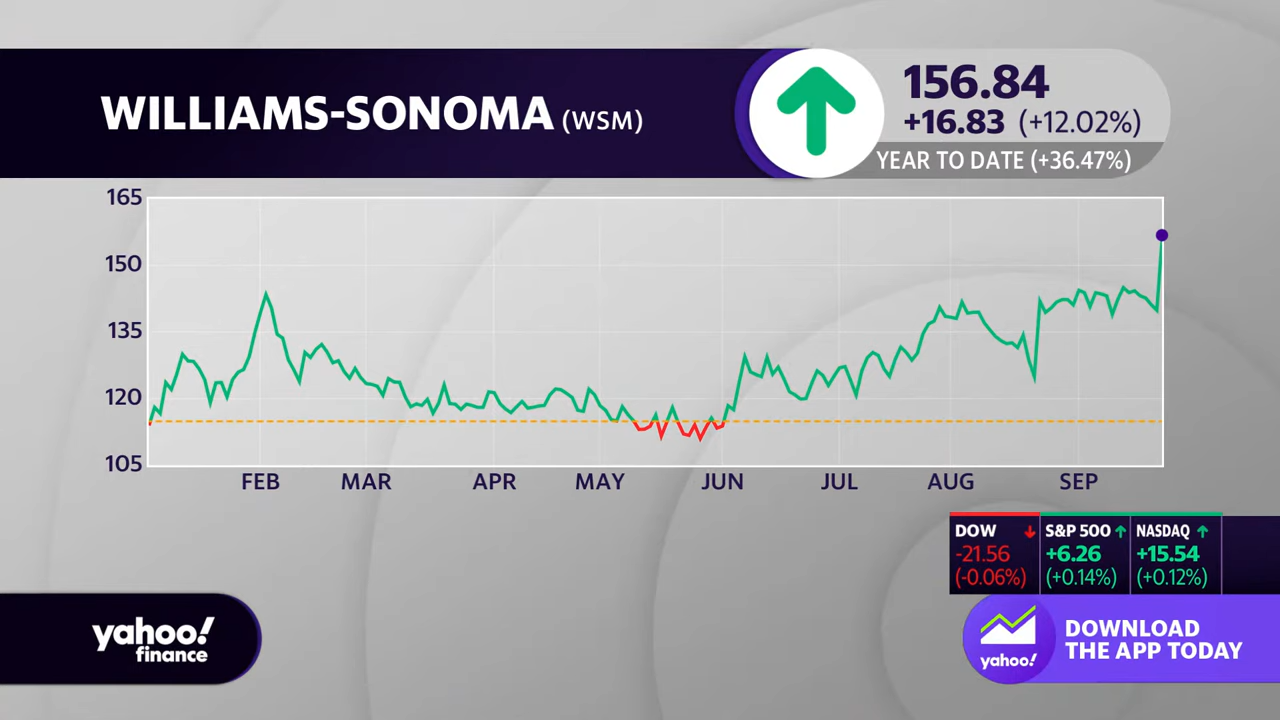 WILLIAMS-SONOMA (WSM)
156.84
+16.83 (+12.02%)
YEAR TO DATE (+36.47%)
165
150
135
120
105
FEB MAR APR MAY JUN JUL AUG SEP
DOW S&P 500 NASDAQ
-21.56 +6.26 +15.54
(-0.06%) (+0.14%) (+0.12%)
yahoo!
finance
yahoo!
DOWNLOAD
THE APP TODAY